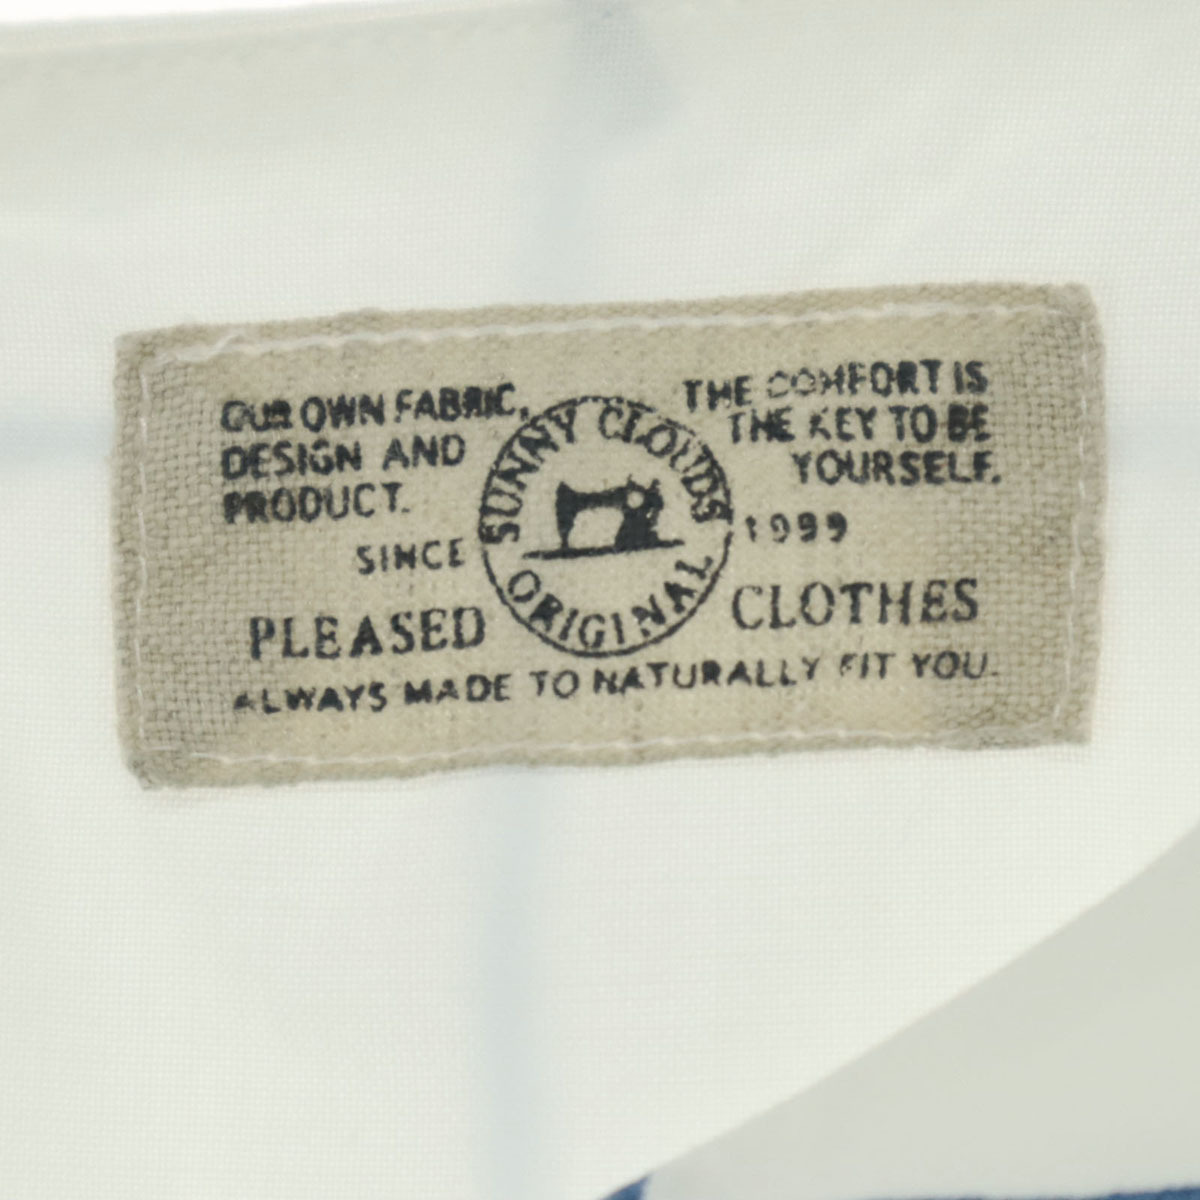 OUR OWN FABRIC,
DESIGN AND
PRODUCT.
THE COMFORT IS
THE KEY TO BE
YOURSELF.
SUNNY CLOUDS
ORIGINAL
SINCE 1999
PLEASED CLOTHES
ALWAYS MADE TO NATURALLY FIT YOU.